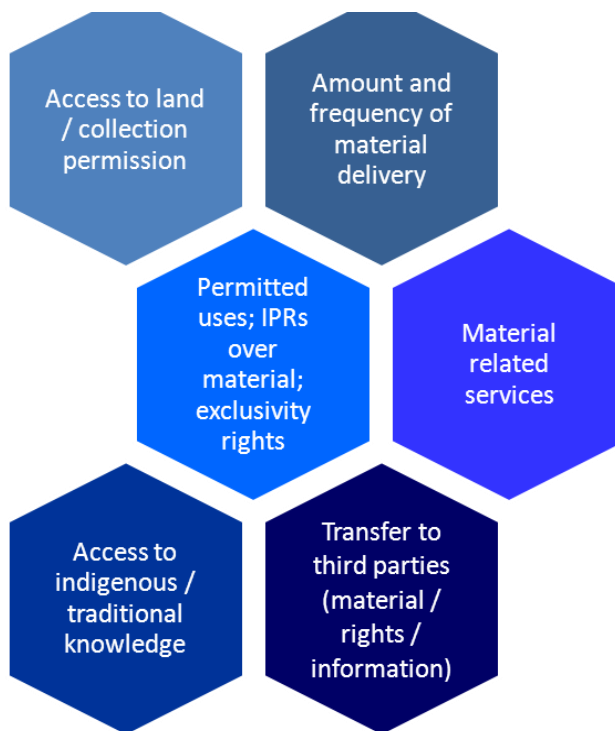 Access to land
/ collection
permission
Amount and
frequency of
material
delivery
Permitted
uses; IPRs
over
material;
exclusivity
rights
Material
related
services
Access to
indigenous /
traditional
knowledge
Transfer to
third parties
(material /
rights /
information)